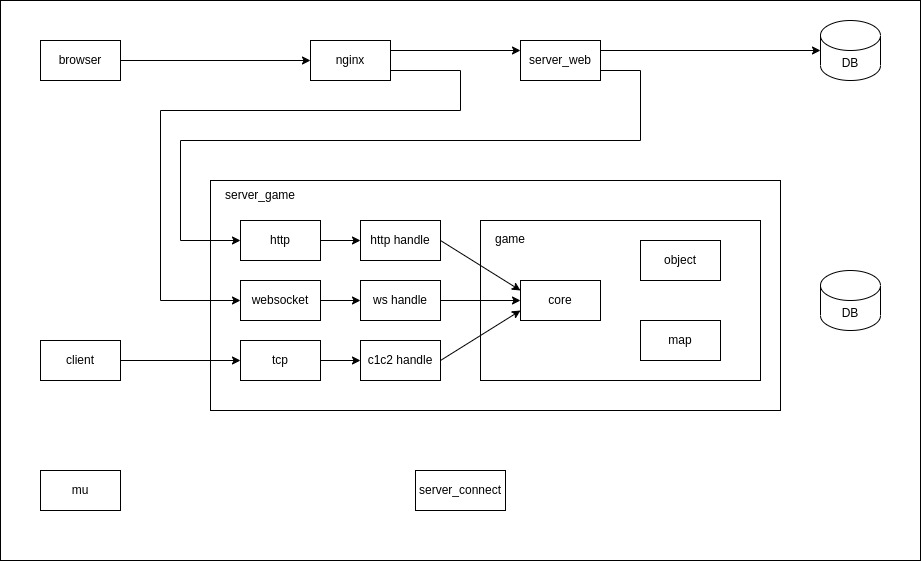 browser
nginx
server_web
DB
server_game
http
http handle
game
object
websocket
ws handle
core
DB
client
tcp
c1c2 handle
map
mu
server_connect